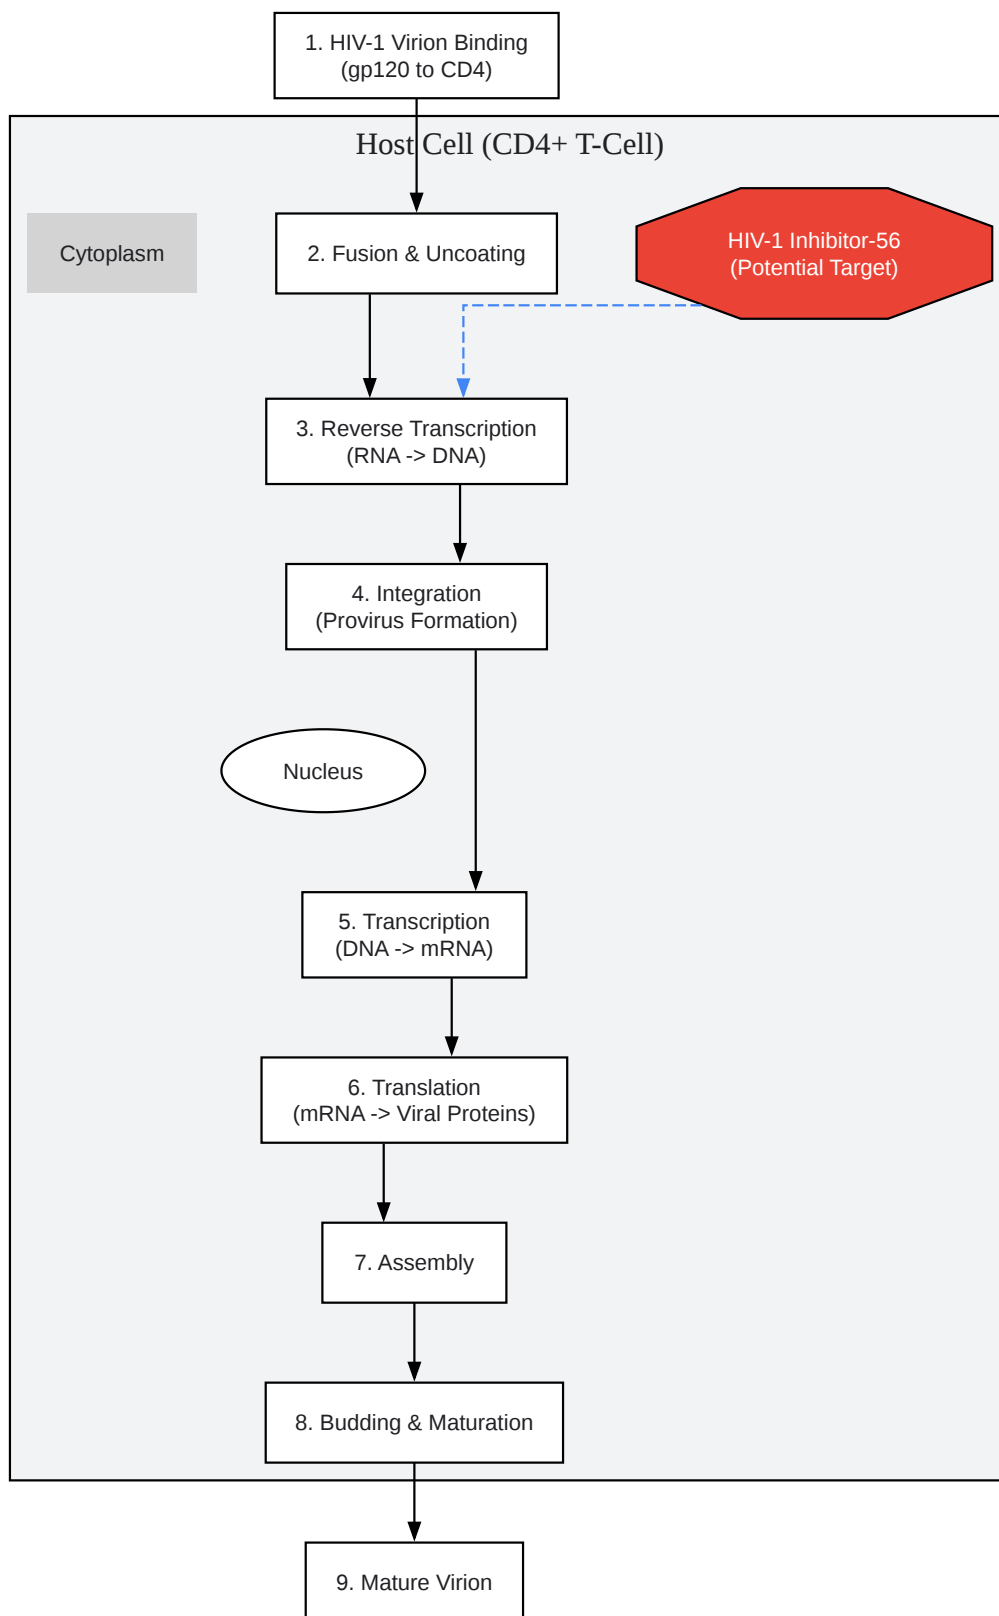 1. HIV-1 Virion Binding
(gp120 to CD4)
Host Cell (CD4+ T-Cell)
Cytoplasm
2. Fusion & Uncoating
HIV-1 Inhibitor-56
(Potential Target)
3. Reverse Transcription
(RNA -> DNA)
4. Integration
(Provirus Formation)
Nucleus
5. Transcription
(DNA -> mRNA)
6. Translation
(mRNA -> Viral Proteins)
7. Assembly
8. Budding & Maturation
9. Mature Virion